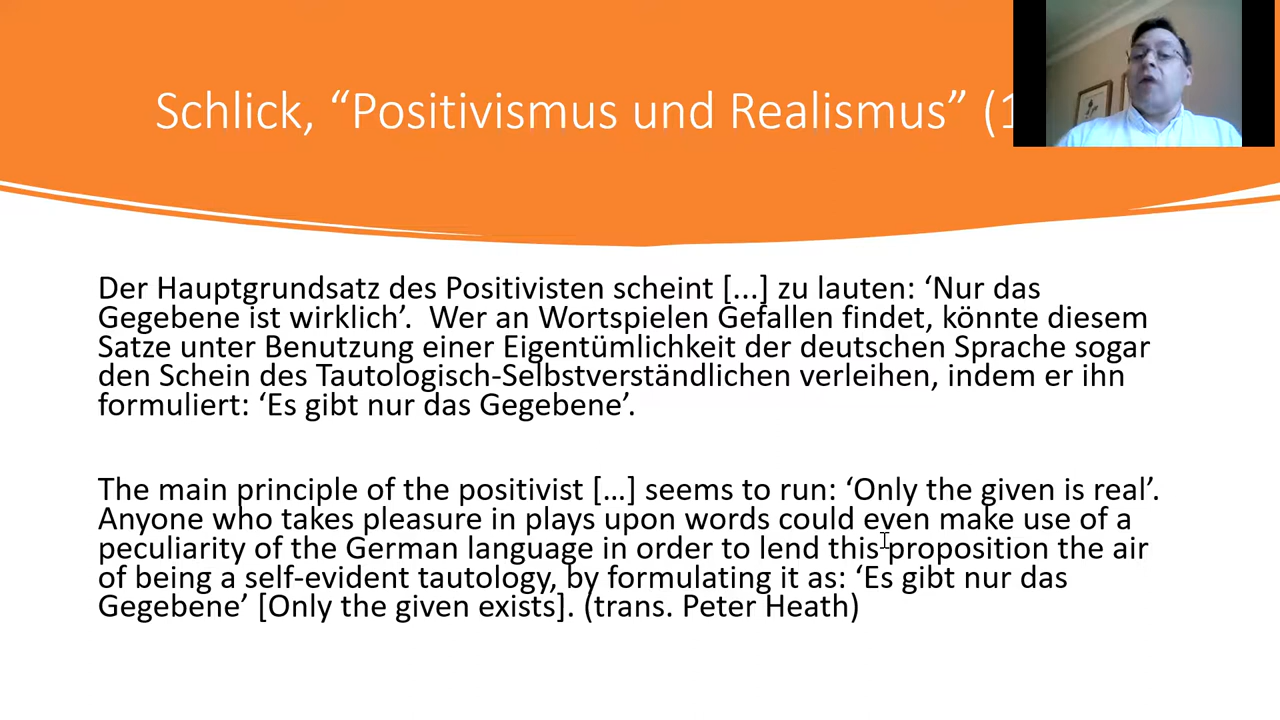 Schlick, “Positivismus und Realismus” (1
Der Hauptgrundsatz des Positivisten scheint [...] zu lauten: ‘Nur das
Gegebene ist wirklich’.  Wer an Wortspielen Gefallen findet, könnte diesem
Satze unter Benutzung einer Eigentümlichkeit der deutschen Sprache sogar
den Schein des Tautologisch-Selbstverständlichen verleihen, indem er ihn
formuliert: ‘Es gibt nur das Gegebene’.
The main principle of the positivist […] seems to run: ‘Only the given is real’.
Anyone who takes pleasure in plays upon words could even make use of a
peculiarity of the German language in order to lend this proposition the air
of being a self-evident tautology, by formulating it as: ‘Es gibt nur das
Gegebene’ [Only the given exists]. (trans. Peter Heath)